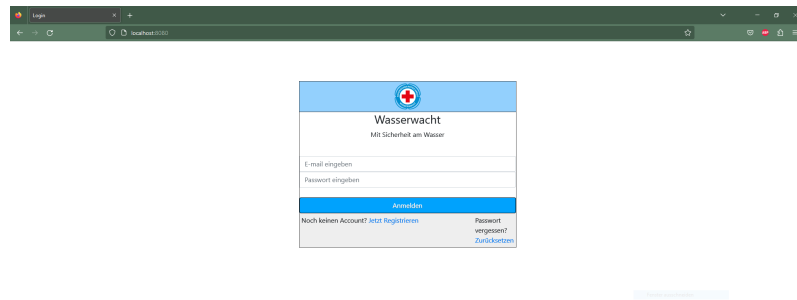 Login
localhost:8080
Wasserwacht
Mit Sicherheit am Wasser
E-mail eingeben
Passwort eingeben
Anmelden
Noch keinen Account? Jetzt Registrieren
Passwort
vergessen?
Zurücksetzen